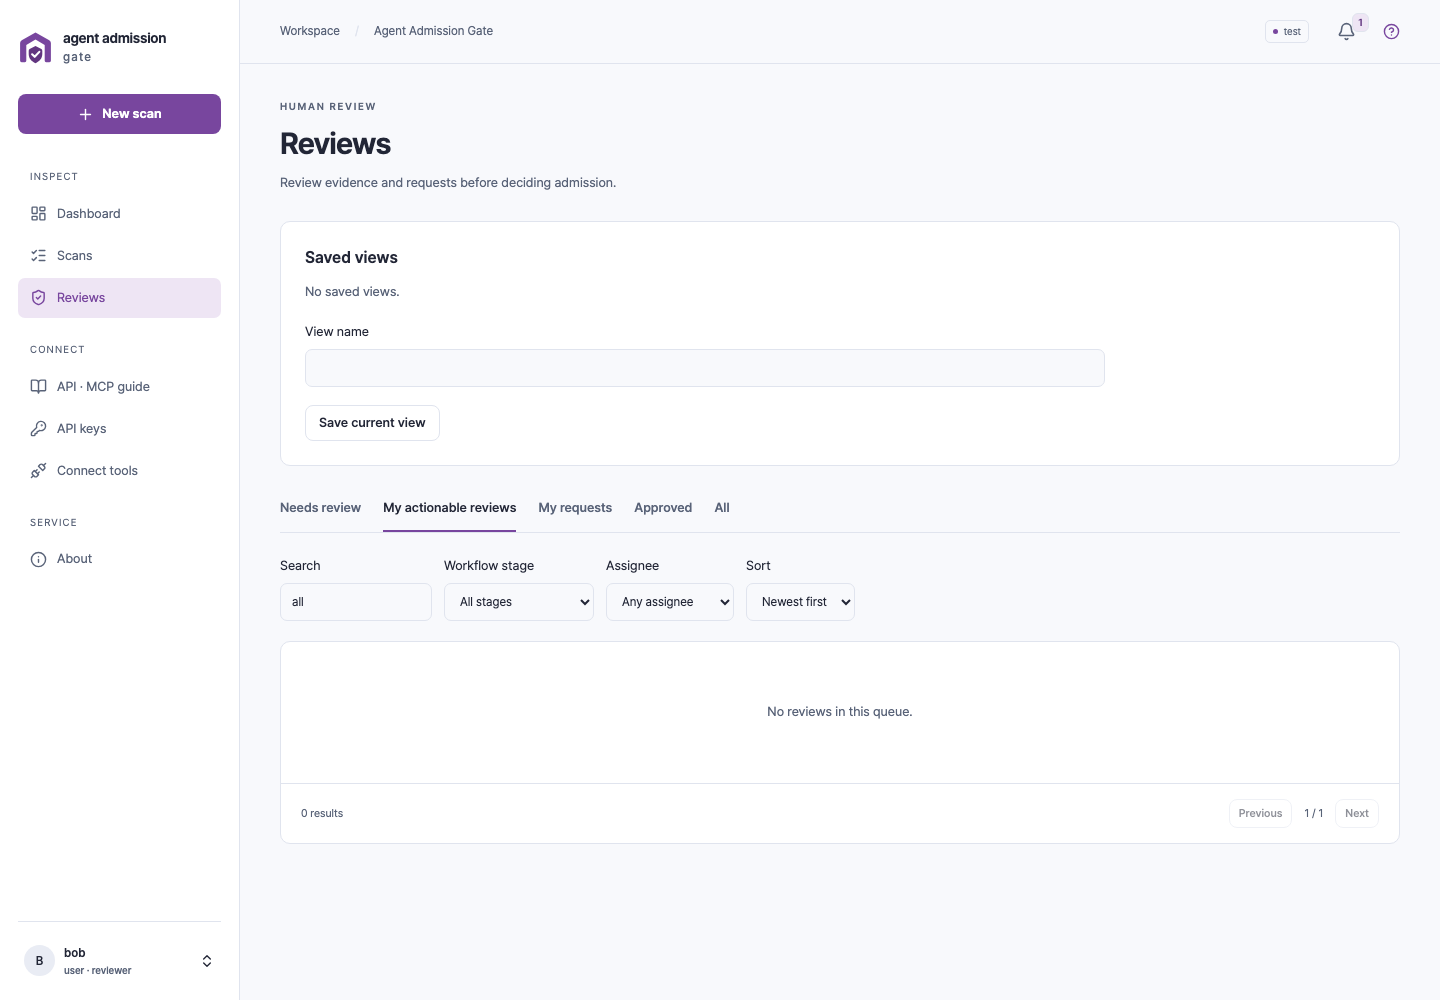 agent admission
gate
New scan
INSPECT
Dashboard
Scans
Reviews
CONNECT
API · MCP guide
API keys
Connect tools
SERVICE
About
B
bob
user · reviewer
Workspace / Agent Admission Gate
test
1
HUMAN REVIEW
Reviews
Review evidence and requests before deciding admission.
Saved views
No saved views.
View name
Save current view
Needs review My actionable reviews My requests Approved All
Search Workflow stage Assignee Sort
all All stages Any assignee Newest first
No reviews in this queue.
0 results Previous 1 / 1 Next